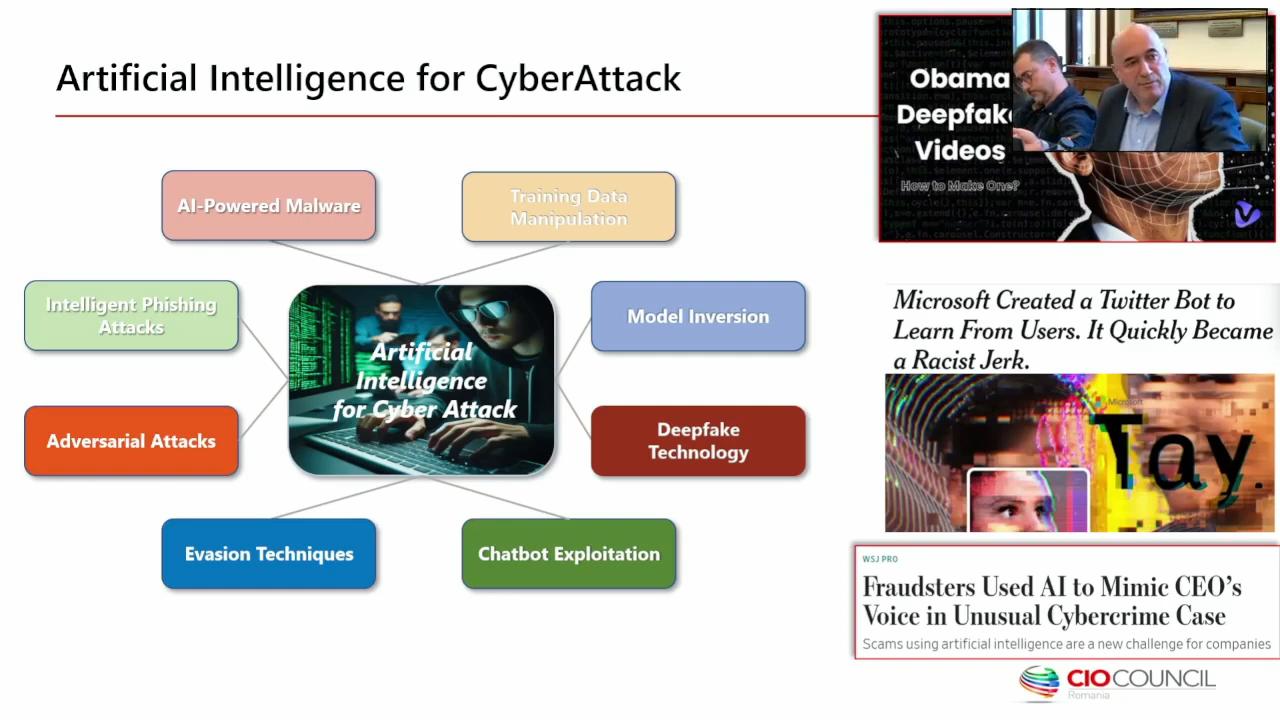 Artificial Intelligence for CyberAttack
AI-Powered Malware
Training Data
Manipulation
Intelligent Phishing
Attacks
Model Inversion
Artificial
Intelligence
for Cyber Attack
Adversarial Attacks
Deepfake
Technology
Evasion Techniques
Chatbot Exploitation
Obama
Deepfake
Videos
How to Make One?
Microsoft Created a Twitter Bot to
Learn From Users. It Quickly Became
a Racist Jerk.
Microsoft
Tay.
WSJ PRO
Fraudsters Used AI to Mimic CEO's
Voice in Unusual Cybercrime Case
Scams using artificial intelligence are a new challenge for companies
CIO COUNCIL
Romania